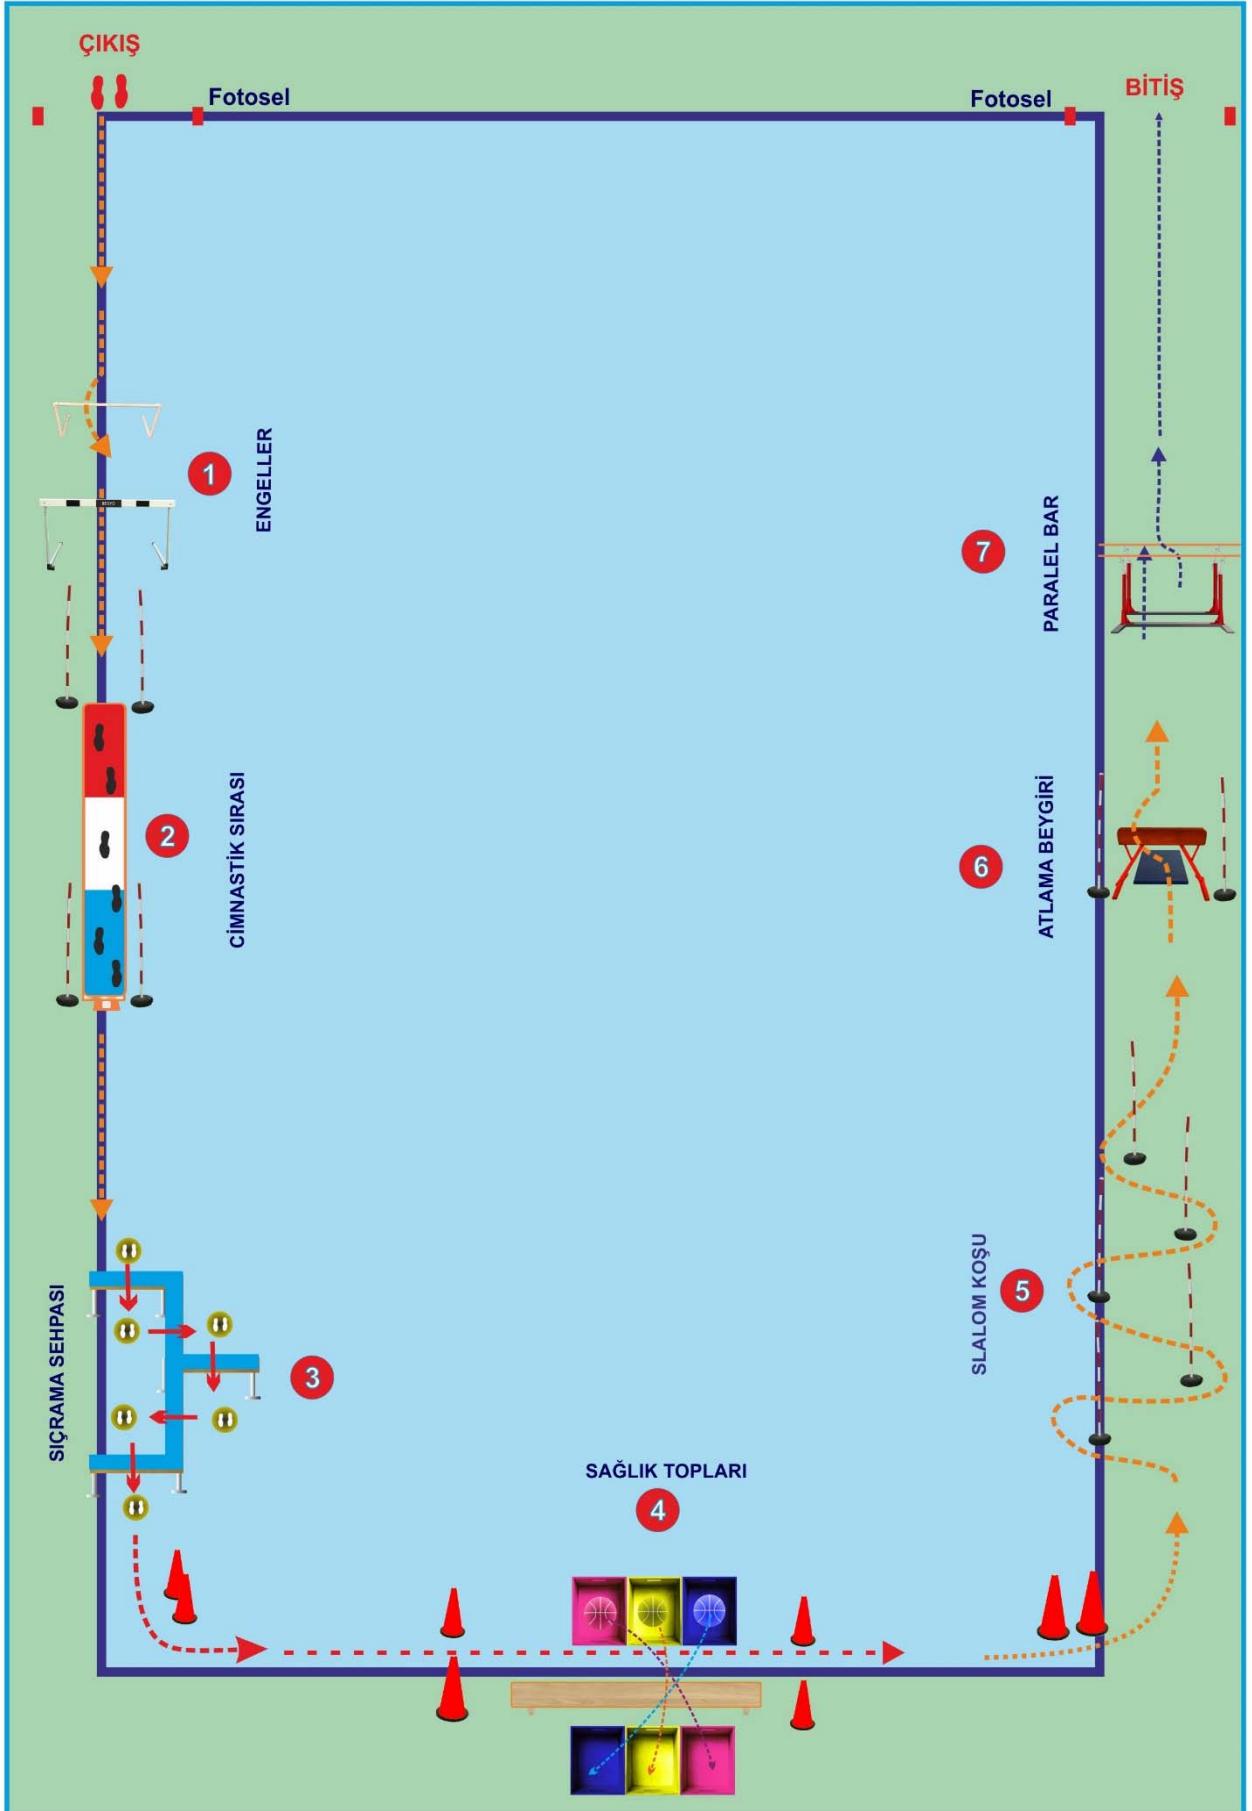 ÇIKIŞ
Fotosel
Fotosel
BİTİŞ
1
ENGELLER
2
CİMNASTİK SIRASI
3
SIÇRAMA SEHPASI
SAĞLIK TOPLARI
4
5
SLALOM KOŞU
6
ATLAMA BEYGİRİ
7
PARALEL BAR